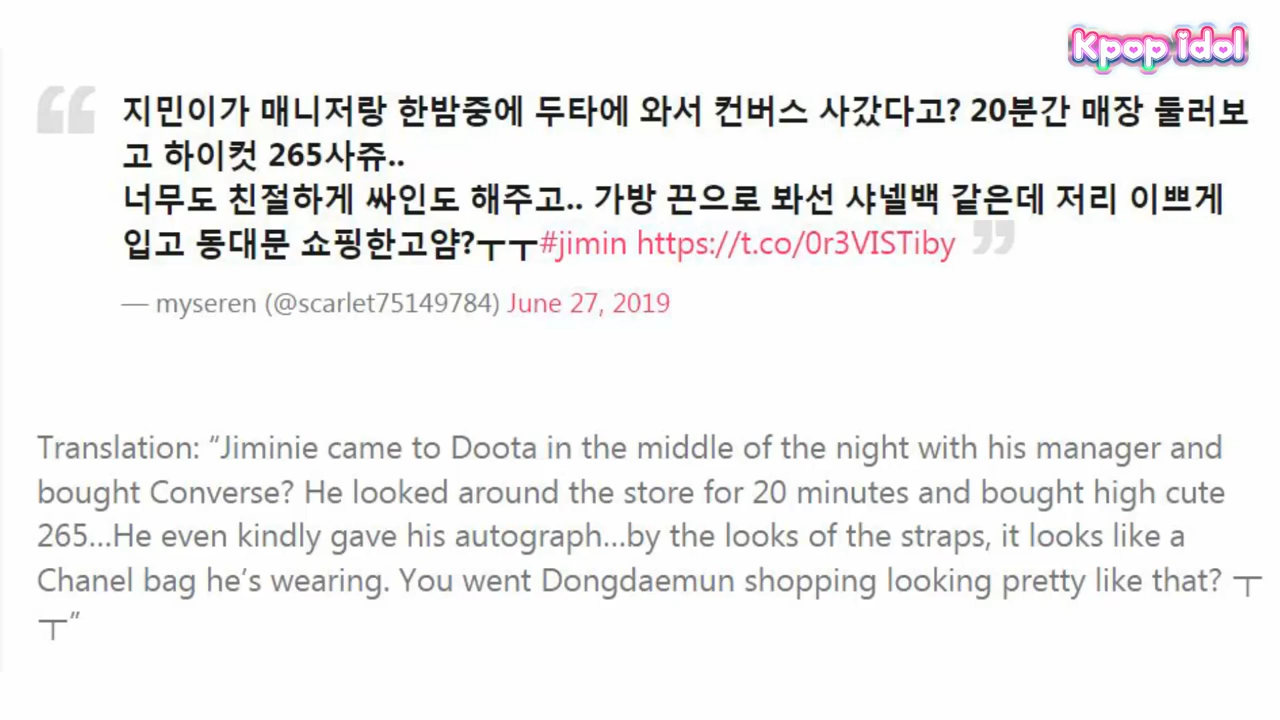 Kpop idol
지민이가 매니저랑 한밤중에 두타에 와서 컨버스 사갔다고? 20분간 매장 둘러보
고 하이컷 265사쥬..
너무도 친절하게 싸인도 해주고.. 가방 끈으로 봐선 샤넬백 같은데 저리 이쁘게
입고 동대문 쇼핑한고얌?ㅜㅜ#jimin https://t.co/0r3VISTiby
— myseren (@scarlet75149784) June 27, 2019
Translation: “Jiminie came to Doota in the middle of the night with his manager and
bought Converse? He looked around the store for 20 minutes and bought high cute
265…He even kindly gave his autograph…by the looks of the straps, it looks like a
Chanel bag he’s wearing. You went Dongdaemun shopping looking pretty like that? ㅜ
ㅜ”